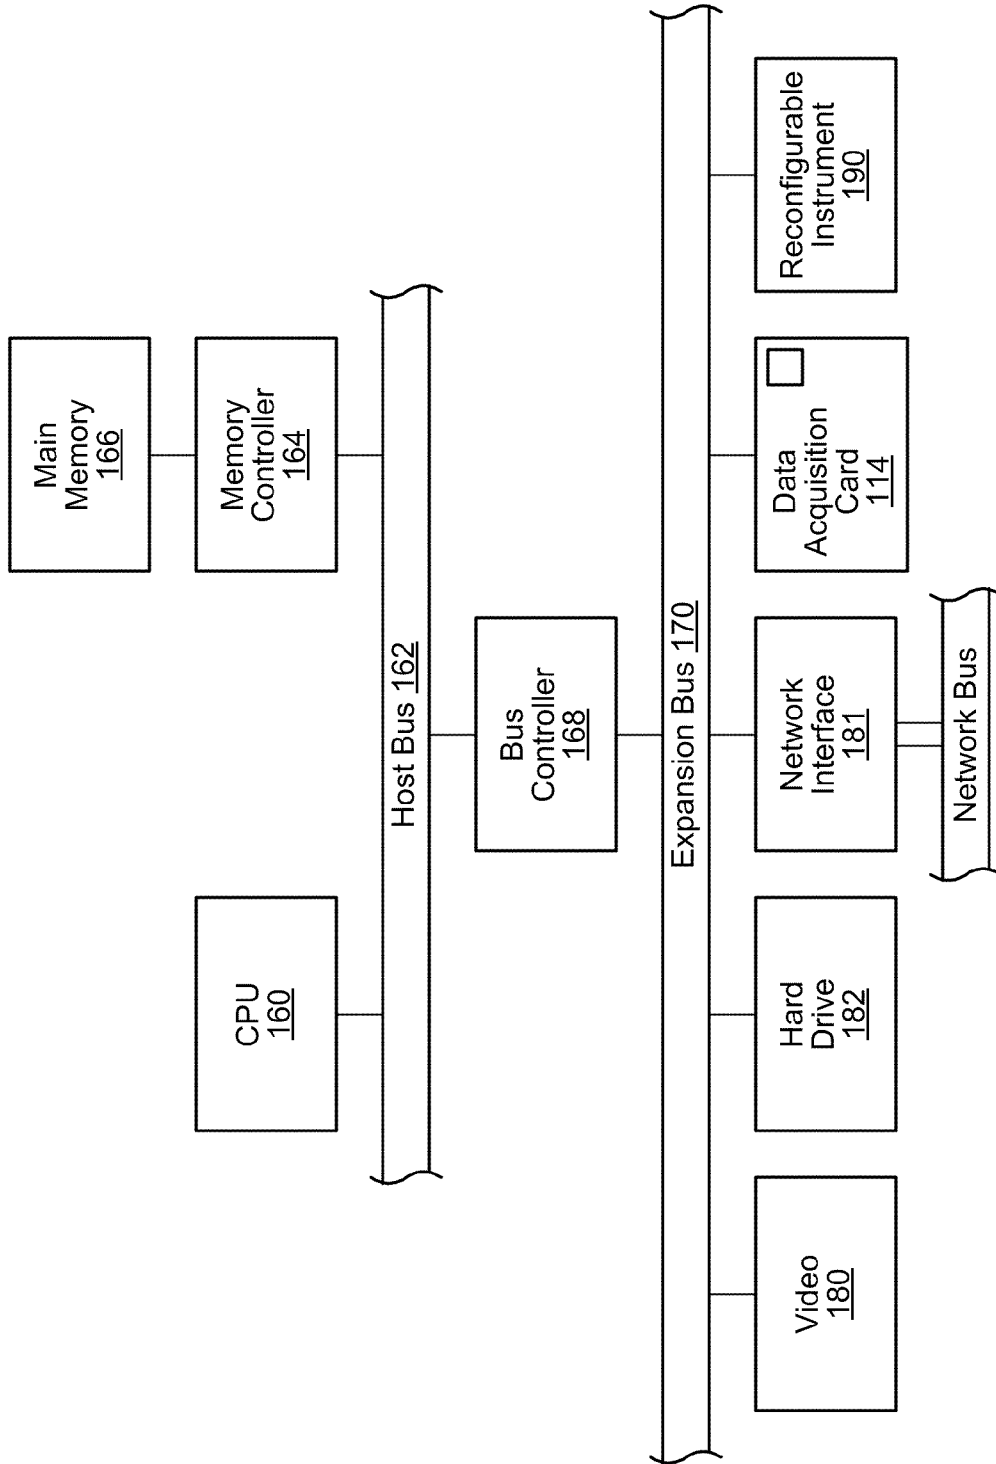 Main
Memory
166
CPU
160
Memory
Controller
164
Host Bus 162
Bus
Controller
168
Expansion Bus 170
Video
180
Hard
Drive
182
Network
Interface
181
Data
Acquisition
Card
114
Reconfigurable
Instrument
190
Network Bus